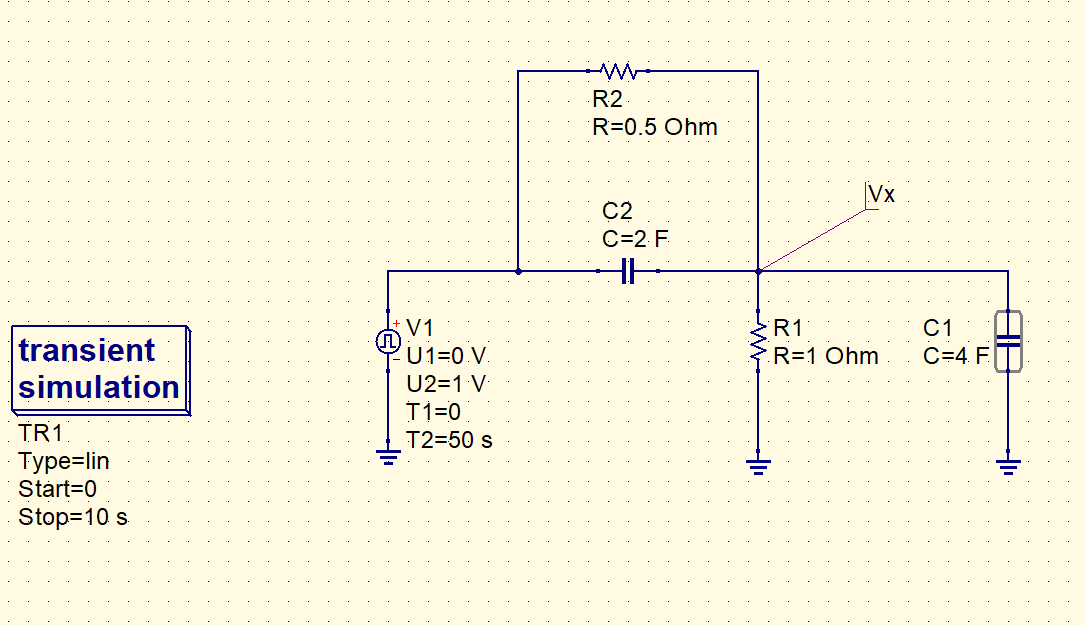 R2
R=0.5 Ohm
Vx
C2
C=2 F
+
V1
U1=0 V
U2=1 V
T1=0
T2=50 s
R1
R=1 Ohm
C1
C=4 F
transient
simulation
TR1
Type=lin
Start=0
Stop=10 s